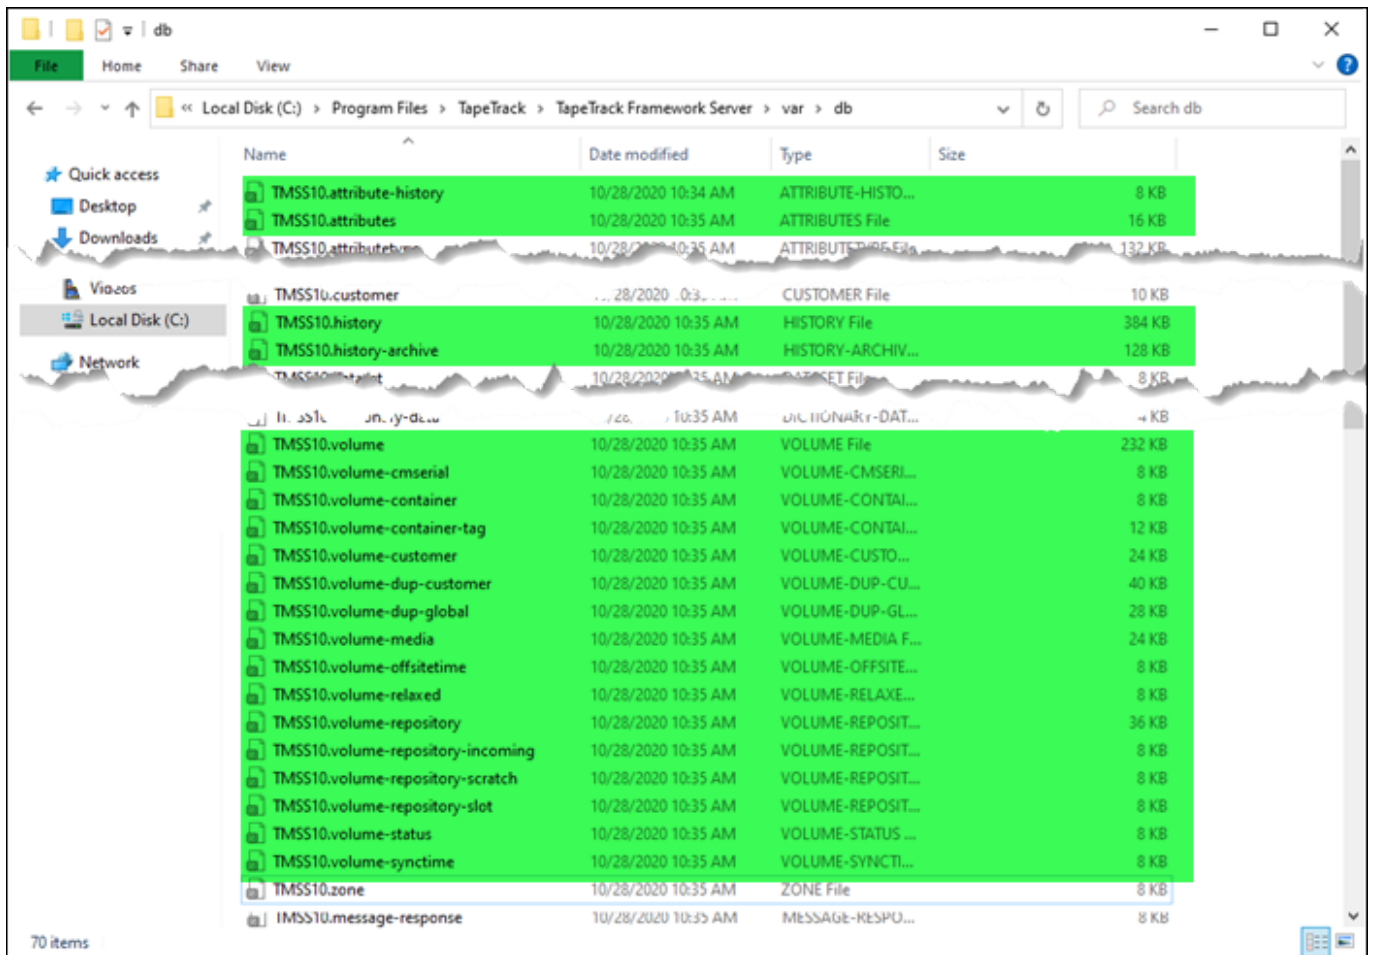 db
File Home Share View
« Local Disk (C:) > Program Files > TapeTrack > TapeTrack Framework Server > var > db Search db
Name Date modified Type Size
Quick access
Desktop
Downloads
Videos
Local Disk (C:)
Network
TMSS10.attribute-history 10/28/2020 10:34 AM ATTRIBUTE-HISTO... 8 KB
TMSS10.attributes 10/28/2020 10:35 AM ATTRIBUTES File 16 KB
TMSS10.attributetype 10:35 AM 132 KB
TMSS10.customer CUSTOMER File 10 KB
TMSS10.history 10/28/2020 10:35 AM HISTORY File 384 KB
TMSS10.history-archive 10/28/2020 10:35 AM HISTORY-ARCHIV... 128 KB
10/28/2020 8 KB
10:35 AM DICTIONARY-DAT... 4 KB
TMSS10.volume 10/28/2020 10:35 AM VOLUME File 232 KB
TMSS10.volume-cmserial 10/28/2020 10:35 AM VOLUME-CMSERI... 8 KB
TMSS10.volume-container 10/28/2020 10:35 AM VOLUME-CONTAI... 8 KB
TMSS10.volume-container-tag 10/28/2020 10:35 AM VOLUME-CONTAI... 12 KB
TMSS10.volume-customer 10/28/2020 10:35 AM VOLUME-CUSTO... 24 KB
TMSS10.volume-dup-customer 10/28/2020 10:35 AM VOLUME-DUP-CU... 40 KB
TMSS10.volume-dup-global 10/28/2020 10:35 AM VOLUME-DUP-GL... 28 KB
TMSS10.volume-media 10/28/2020 10:35 AM VOLUME-MEDIA F... 24 KB
TMSS10.volume-offsitetime 10/28/2020 10:35 AM VOLUME-OFFSITE... 8 KB
TMSS10.volume-relaxed 10/28/2020 10:35 AM VOLUME-RELAXE... 8 KB
TMSS10.volume-repository 10/28/2020 10:35 AM VOLUME-REPOSIT... 36 KB
TMSS10.volume-repository-incoming 10/28/2020 10:35 AM VOLUME-REPOSIT... 8 KB
TMSS10.volume-repository-scratch 10/28/2020 10:35 AM VOLUME-REPOSIT... 8 KB
TMSS10.volume-repository-slot 10/28/2020 10:35 AM VOLUME-REPOSIT... 8 KB
TMSS10.volume-status 10/28/2020 10:35 AM VOLUME-STATUS ... 8 KB
TMSS10.volume-synctime 10/28/2020 10:35 AM VOLUME-SYNCTI... 8 KB
TMSS10.zone 10/28/2020 10:35 AM ZONE File 8 KB
TMSS10.message-response 10/28/2020 10:35 AM MESSAGE-RESPO... 8 KB
70 items